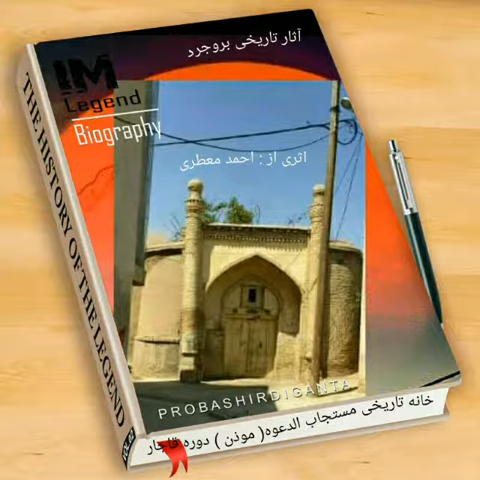 آثار تاریخی بروجرد
IM
Legend
Biography
اثری از : احمد معطری
THE HISTORY OF THE LEGEND
PROBASHIRDIGANTA
خانه تاریخی مستجاب الدعوه( موذن ) دوره قاجار